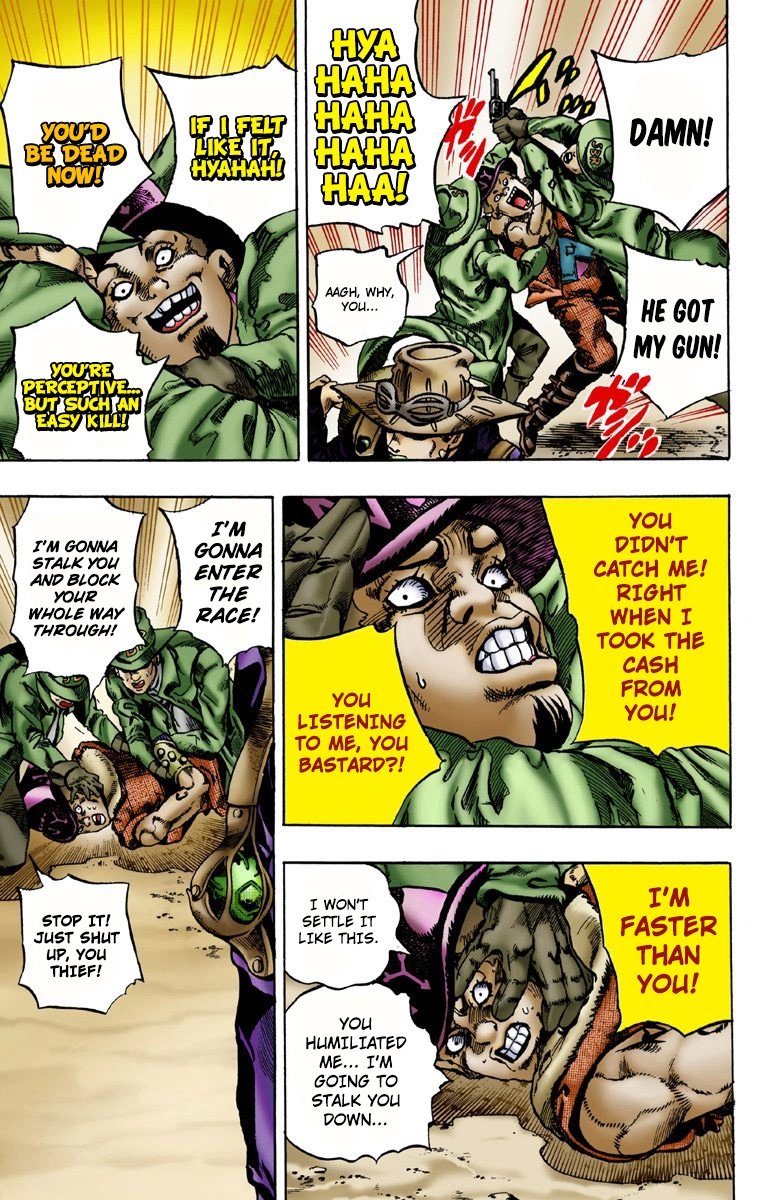 DAMN!
HE GOT
MY GUN!
SBR
HYA
HAHA
HAHA
HAHA
HAA!
AAGH, WHY,
YOU...
IF I FELT
LIKE IT,
HYAHAH!
YOU'D
BE DEAD
NOW!
YOU'RE
PERCEPTIVE...
BUT SUCH AN
EASY KILL!
YOU
DIDN'T
CATCH ME!
RIGHT
WHEN I
TOOK THE
CASH
FROM
YOU!
YOU
LISTENING
TO ME, YOU
BASTARD?!
I'M
FASTER
THAN
YOU!
I WON'T
SETTLE IT
LIKE THIS.
YOU
HUMILIATED
ME... I'M
GOING TO
STALK YOU
DOWN...
I'M
GONNA
ENTER
THE
RACE!
I'M GONNA
STALK YOU
AND BLOCK
YOUR
WHOLE WAY
THROUGH!
STOP IT!
JUST SHUT
UP, YOU
THIEF!